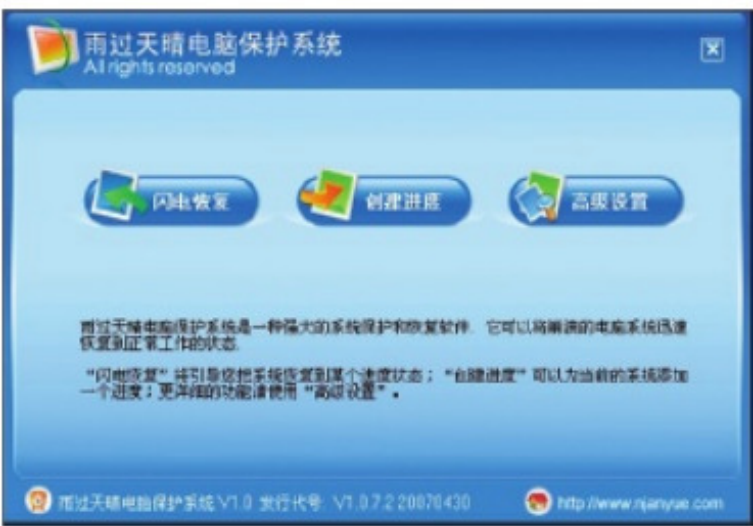 雨过天晴电脑保护系统
All rights reserved
闪电恢复
创建进度
高级设置
雨过天晴电脑保护系统是一种强大的系统保护和恢复软件. 它可以将崩溃的电脑系统迅速
恢复到正常工作的状态.
“闪电恢复”将引导您把系统恢复到某个进度状态；“创建进度”可以为当前的系统添加
一个进度；更详细的功能请使用“高级设置”。
雨过天晴电脑保护系统 V1.0 发行代号: V1.0.7.2 20070430
http://www.njanyue.com